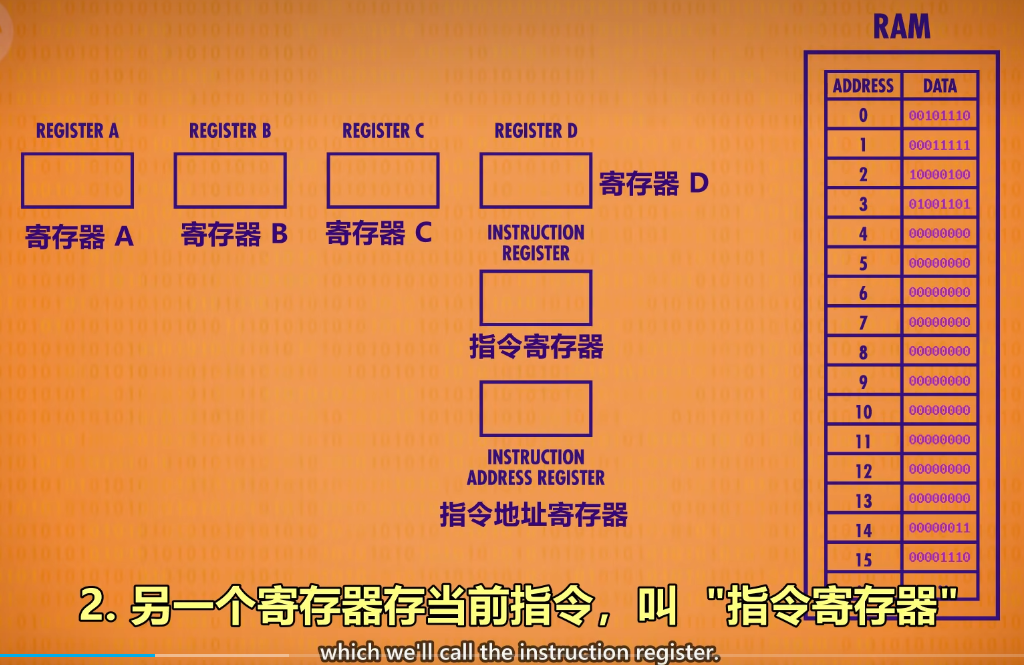 RAM
ADDRESS DATA
0 00101110
1 00011111
2 10000100
3 01001101
4 00000000
5 00000000
6 00000000
7 00000000
8 00000000
9 00000000
10 00000000
11 00000000
12 00000000
13 00000000
14 00000011
15 00001110
REGISTER A
寄存器 A
REGISTER B
寄存器 B
REGISTER C
寄存器 C
REGISTER D
寄存器 D
INSTRUCTION
REGISTER
指令寄存器
INSTRUCTION
ADDRESS REGISTER
指令地址寄存器
2. 另一个寄存器存当前指令，叫 "指令寄存器"
which we'll call the instruction register.